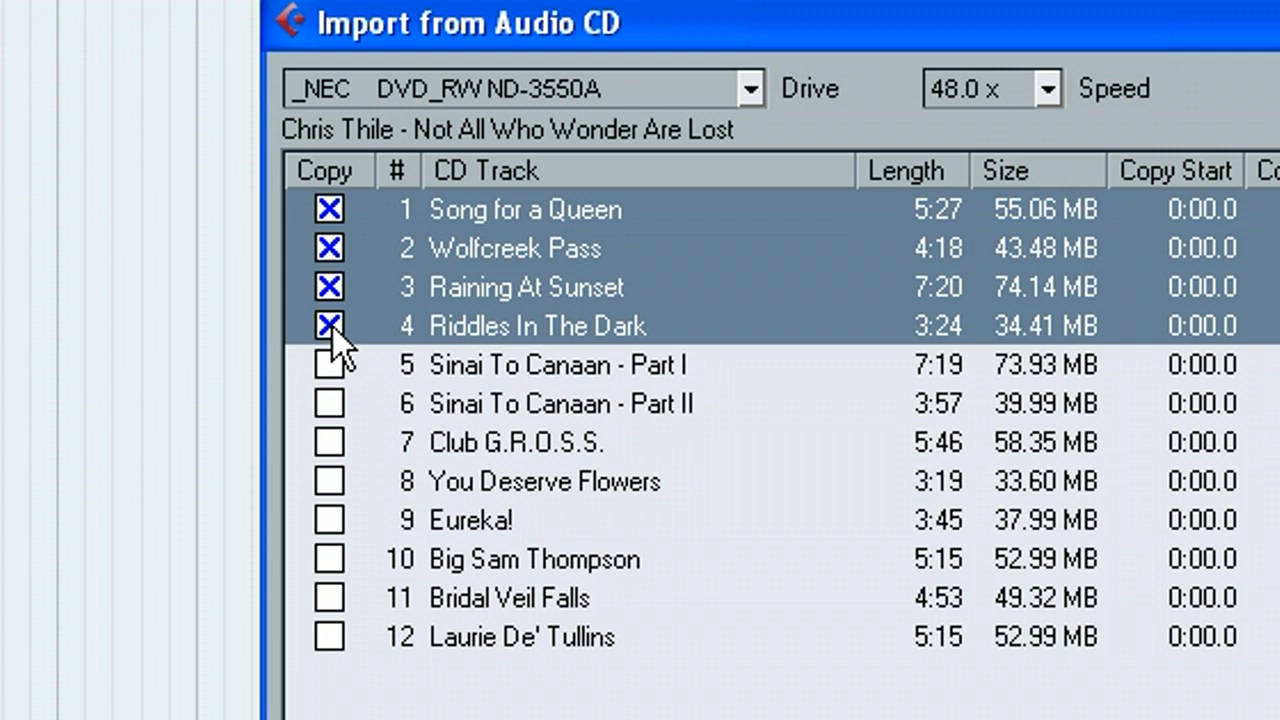 Import from Audio CD
_NEC DVD_RW ND-3550A Drive 48.0 x Speed
Chris Thile - Not All Who Wonder Are Lost
Copy # CD Track Length Size Copy Start Co
1 Song for a Queen 5:27 55.06 MB 0:00.0
2 Wolfcreek Pass 4:18 43.48 MB 0:00.0
3 Raining At Sunset 7:20 74.14 MB 0:00.0
4 Riddles In The Dark 3:24 34.41 MB 0:00.0
5 Sinai To Canaan - Part I 7:19 73.93 MB 0:00.0
6 Sinai To Canaan - Part II 3:57 39.99 MB 0:00.0
7 Club G.R.O.S.S. 5:46 58.35 MB 0:00.0
8 You Deserve Flowers 3:19 33.60 MB 0:00.0
9 Eureka! 3:45 37.99 MB 0:00.0
10 Big Sam Thompson 5:15 52.99 MB 0:00.0
11 Bridal Veil Falls 4:53 49.32 MB 0:00.0
12 Laurie De' Tullins 5:15 52.99 MB 0:00.0